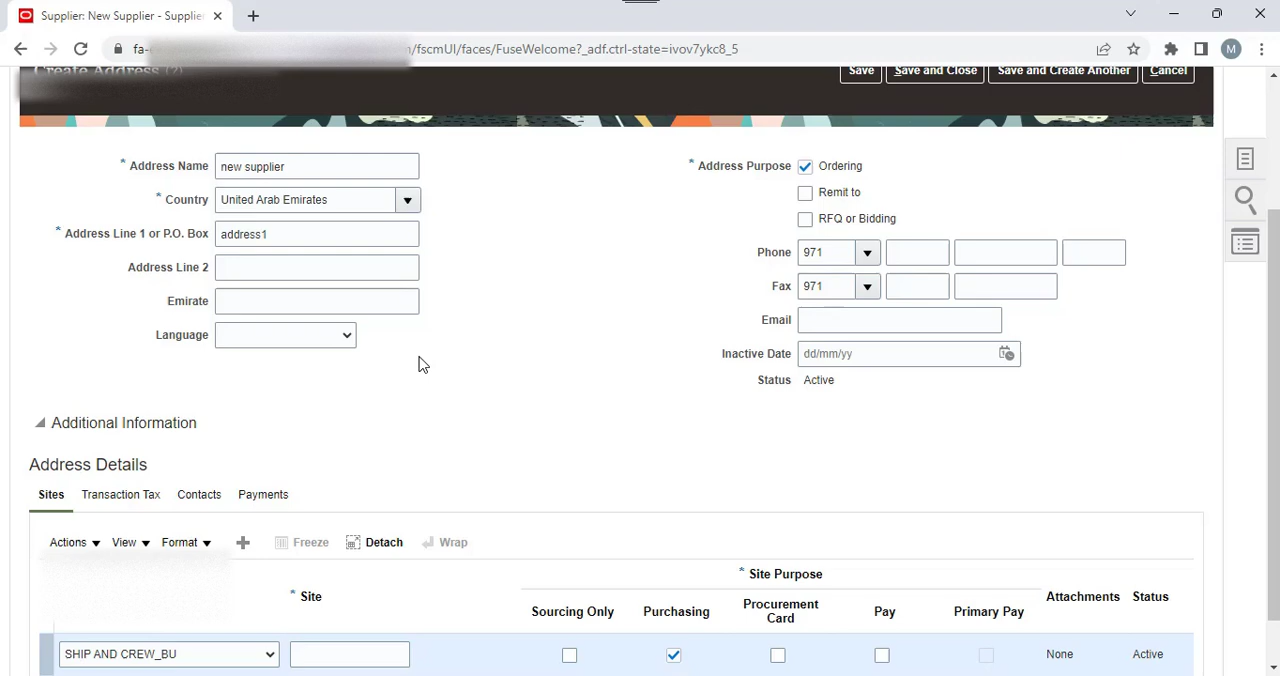 Supplier: New Supplier - Supplier
fa-
n/fscmUI/faces/FuseWelcome?_adf.ctrl-state=ivov7ykc8_5
M
Create Address (?)
Save
Save and Close
Save and Create Another
Cancel
* Address Name new supplier
* Country United Arab Emirates
* Address Line 1 or P.O. Box address1
Address Line 2
Emirate
Language
* Address Purpose Ordering
Remit to
RFQ or Bidding
Phone 971
Fax 971
Email
Inactive Date dd/mm/yy
Status Active
Additional Information
Address Details
Sites Transaction Tax Contacts Payments
Actions View Format Freeze Detach Wrap
* Site
* Site Purpose
Sourcing Only
Purchasing
Procurement
Card
Pay
Primary Pay
Attachments
Status
SHIP AND CREW_BU
None
Active